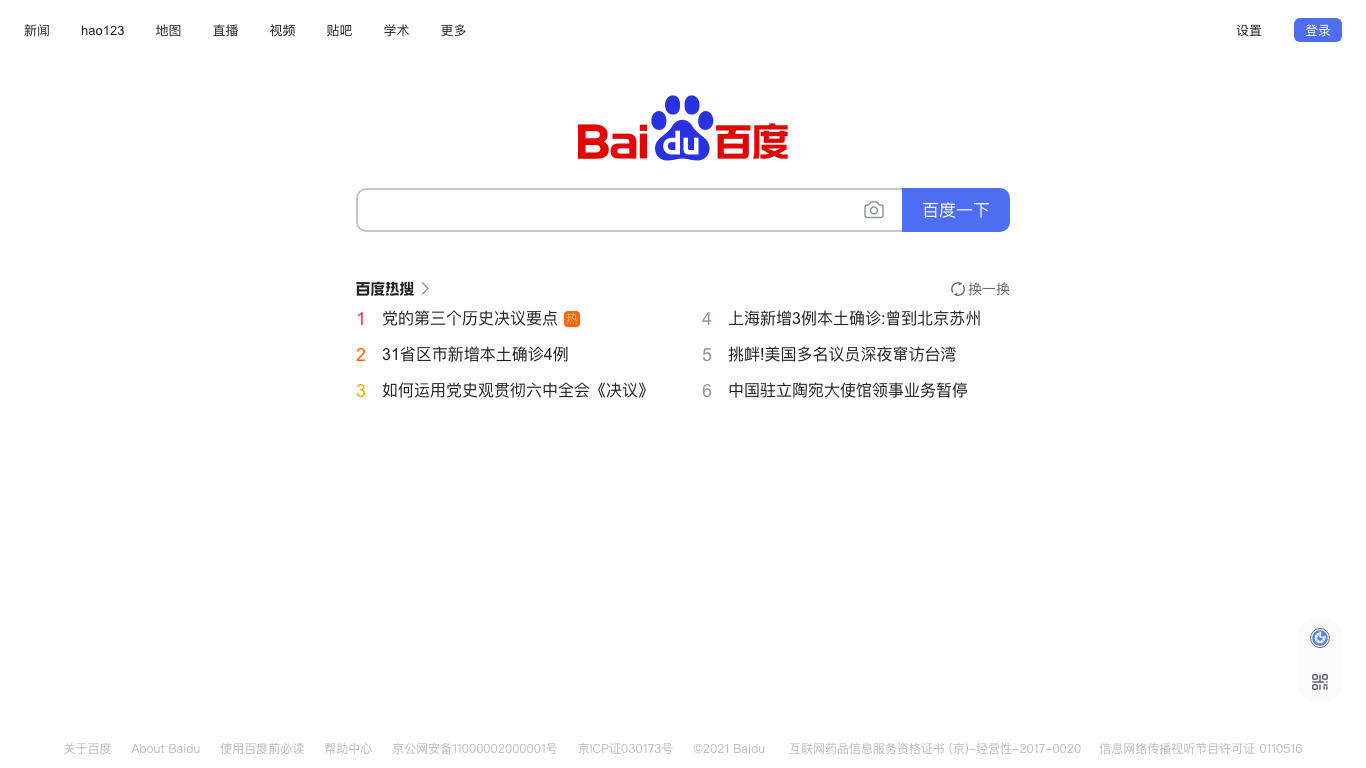 新闻 hao123 地图 直播 视频 贴吧 学术 更多 设置 登录
Bai du 百度
百度一下
百度热搜 换一换
1 党的第三个历史决议要点 热
4 上海新增3例本土确诊:曾到北京苏州
2 31省区市新增本土确诊4例
5 挑衅!美国多名议员深夜窜访台湾
3 如何运用党史观贯彻六中全会《决议》
6 中国驻立陶宛大使馆领事业务暂停
关于百度 About Baidu 使用百度前必读 帮助中心 京公网安备11000002000001号 京ICP证030173号 ©2021 Baidu 互联网药品信息服务资格证书 (京)-经营性-2017-0020 信息网络传播视听节目许可证 0110516